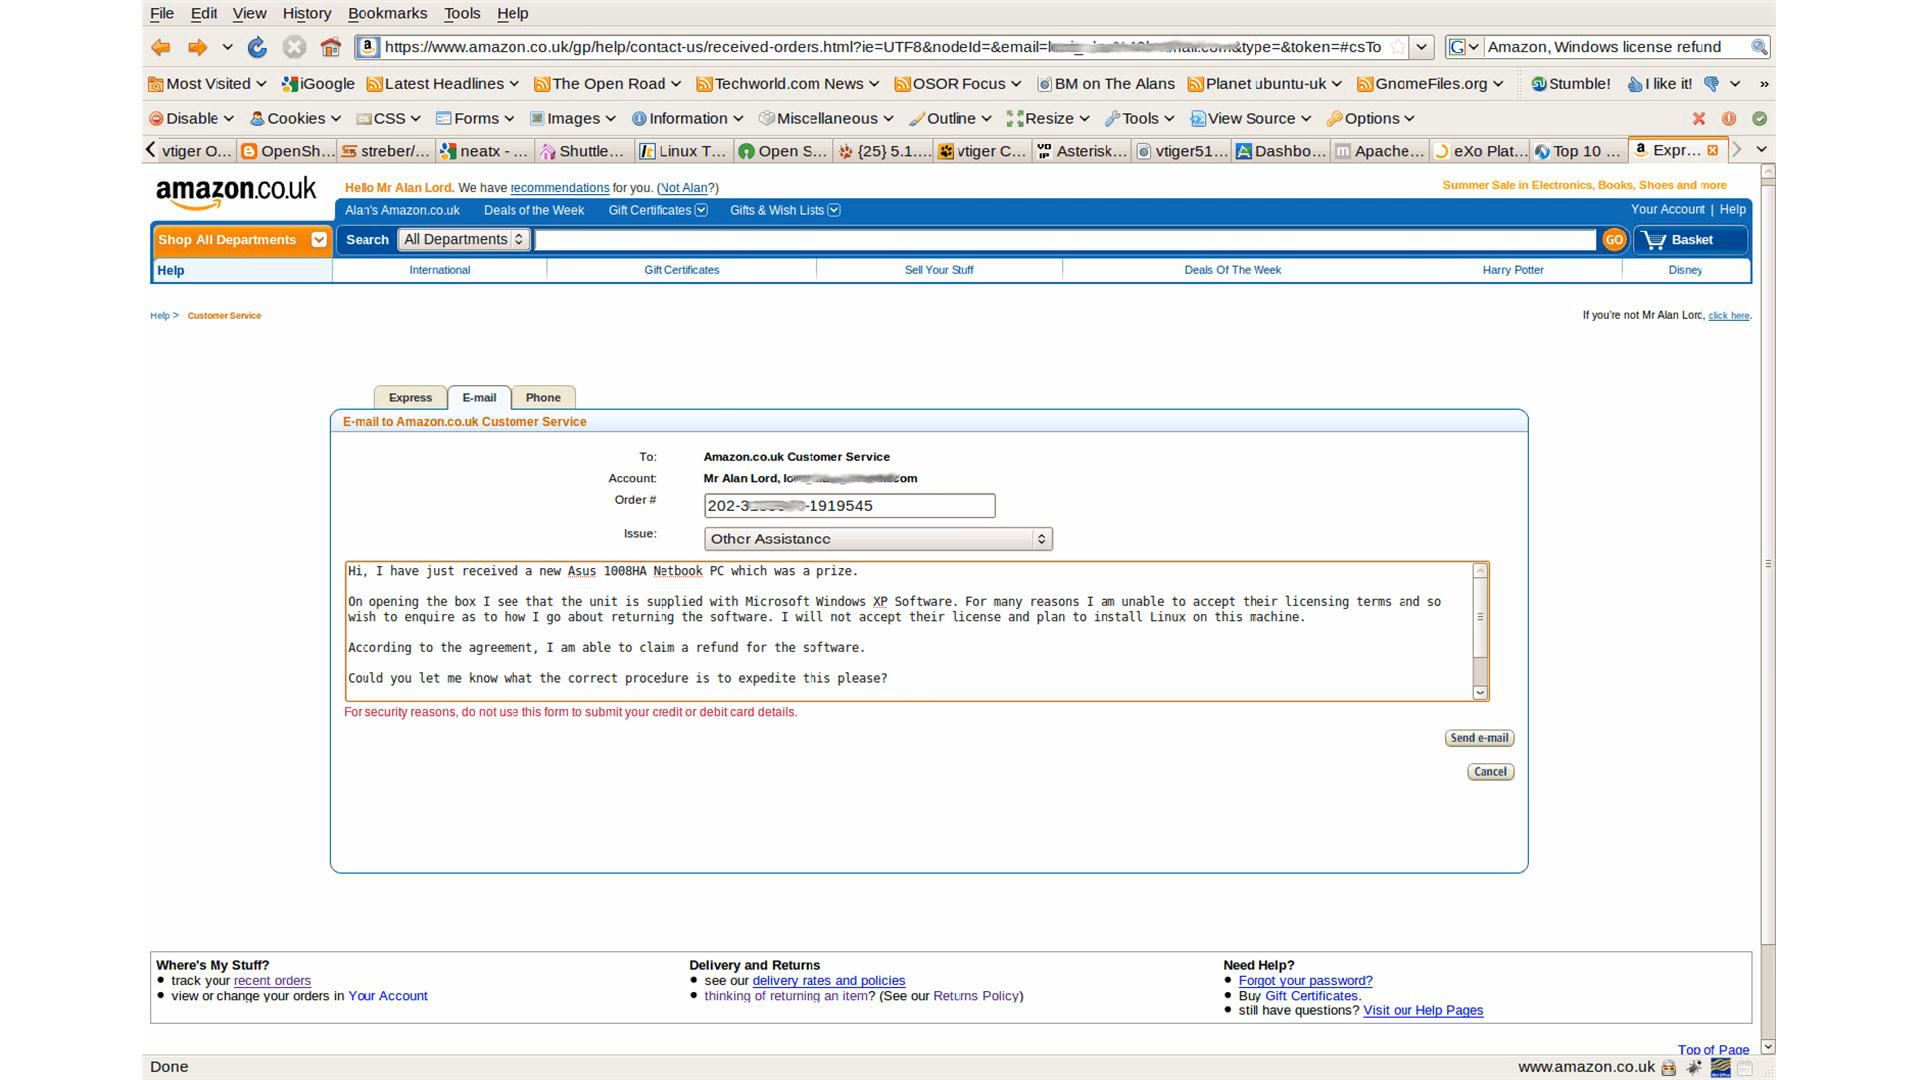 File Edit View History Bookmarks Tools Help
https://www.amazon.co.uk/gp/help/contact-us/received-orders.html?ie=UTF8&nodeId=&email= &type=&token=#csTo Amazon, Windows license refund
Most Visited iGoogle Latest Headlines The Open Road Techworld.com News OSOR Focus BM on The Alans Planet ubuntu-uk GnomeFiles.org Stumble! I like it! »
Disable Cookies CSS Forms Images Information Miscellaneous Outline Resize Tools View Source Options
vtiger O... OpenSh... streber/... neatx - ... Shuttle... Linux T... Open S... {25} 5.1.... vtiger C... Asterisk... vtiger51... Dashbo... Apache... eXo Plat... Top 10 ... Expr...
amazon.co.uk Hello Mr Alan Lord. We have recommendations for you. (Not Alan?) Summer Sale in Electronics, Books, Shoes and more
Alan's Amazon.co.uk Deals of the Week Gift Certificates Gifts & Wish Lists Your Account | Help
Shop All Departments Search All Departments GO Basket
Help International Gift Certificates Sell Your Stuff Deals Of The Week Harry Potter Disney
Help > Customer Service If you're not Mr Alan Lord, click here.
Express E-mail Phone
E-mail to Amazon.co.uk Customer Service
To: Amazon.co.uk Customer Service
Account: Mr Alan Lord,
Order # 202-3 -1919545
Issue: Other Assistance
Hi, I have just received a new Asus 1008HA Netbook PC which was a prize.
On opening the box I see that the unit is supplied with Microsoft Windows XP Software. For many reasons I am unable to accept their licensing terms and so
wish to enquire as to how I go about returning the software. I will not accept their license and plan to install Linux on this machine.
According to the agreement, I am able to claim a refund for the software.
Could you let me know what the correct procedure is to expedite this please?
For security reasons, do not use this form to submit your credit or debit card details.
Send e-mail
Cancel
Where's My Stuff? Delivery and Returns Need Help?
• track your recent orders • see our delivery rates and policies • Forgot your password?
• view or change your orders in Your Account • thinking of returning an item? (See our Returns Policy) • Buy Gift Certificates.
• still have questions? Visit our Help Pages
Top of Page
Done www.amazon.co.uk